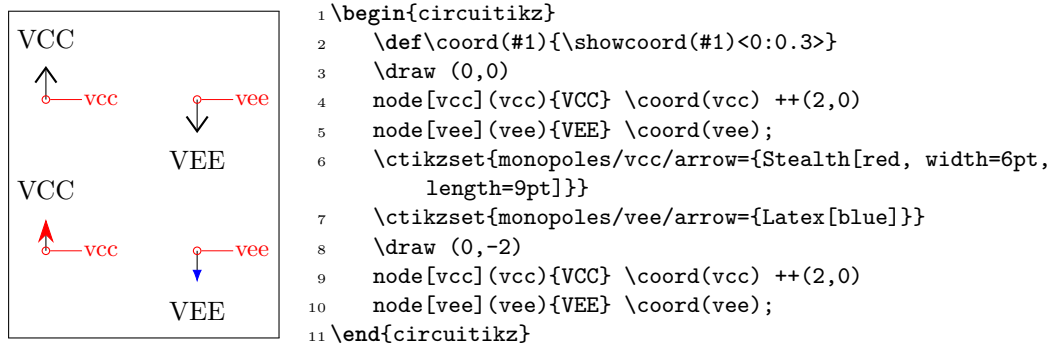 VCC
vcc
vee
VEE
VCC
vcc
vee
VEE
1 \begin{circuitikz}
2 \def\coord(#1){\showcoord(#1)<0:0.3>}
3 \draw (0,0)
4 node[vcc](vcc){VCC} \coord(vcc) ++(2,0)
5 node[vee](vee){VEE} \coord(vee);
6 \ctikzset{monopoles/vcc/arrow={Stealth[red, width=6pt,
length=9pt]}}
7 \ctikzset{monopoles/vee/arrow={Latex[blue]}}
8 \draw (0,-2)
9 node[vcc](vcc){VCC} \coord(vcc) ++(2,0)
10 node[vee](vee){VEE} \coord(vee);
11 \end{circuitikz}